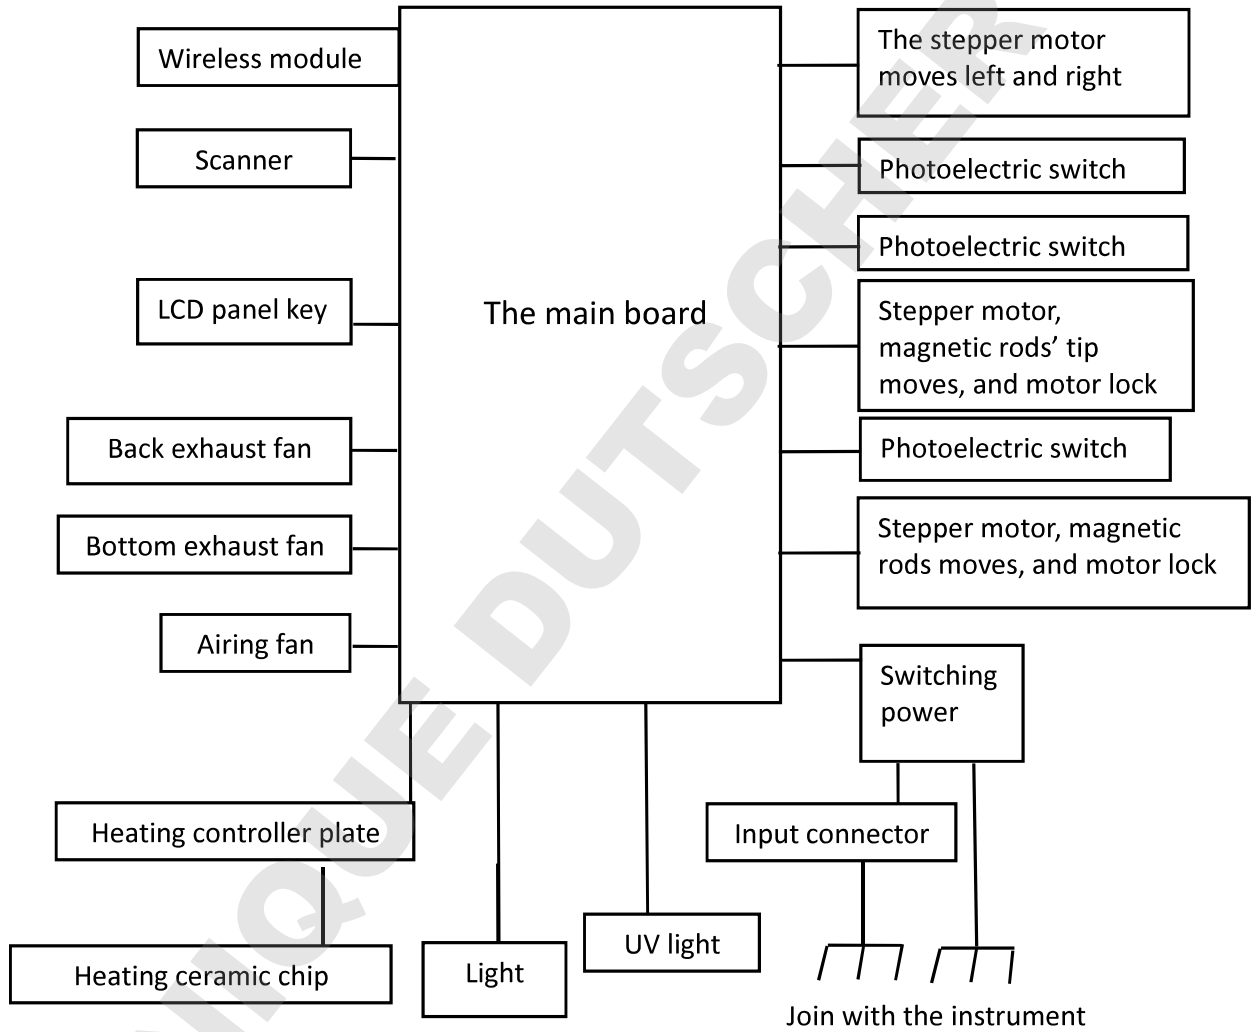 Wireless module
Scanner
LCD panel key
Back exhaust fan
Bottom exhaust fan
Airing fan
The main board
The stepper motor
moves left and right
Photoelectric switch
Photoelectric switch
Stepper motor,
magnetic rods’ tip
moves, and motor lock
Photoelectric switch
Stepper motor, magnetic
rods moves, and motor lock
Switching
power
Heating controller plate
Input connector
Heating ceramic chip
Light
UV light
Join with the instrument
NIQUE DUTSCHER